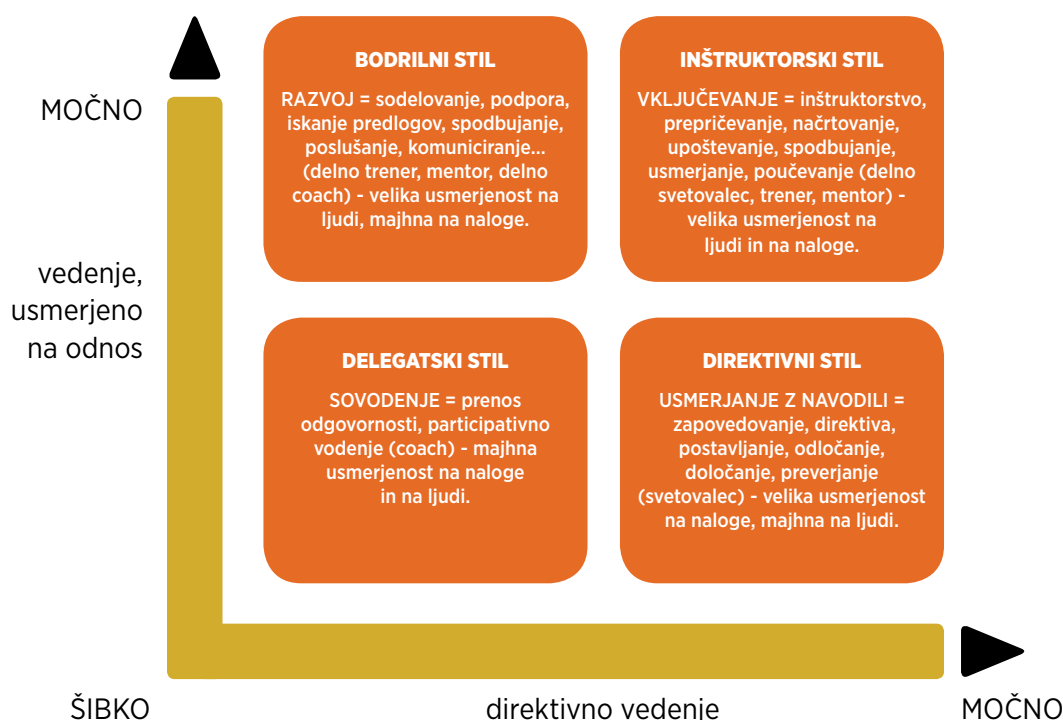 MOČNO
vedenje,
usmerjeno
na odnos
BODRILNI STIL
RAZVOJ = sodelovanje, podpora,
iskanje predlogov, spodbujanje,
poslušanje, komuniciranje...
(delno trener, mentor, delno
coach) - velika usmerjenost na
ljudi, majhna na naloge.
INŠTRUKTORSKI STIL
VKLJUČEVANJE = inštruktorstvo,
prepričevanje, načrtovanje,
upoštevanje, spodbujanje,
usmerjanje, poučevanje (delno
svetovalec, trener, mentor) -
velika usmerjenost na
ljudi in na naloge.
DELEGATSKI STIL
SOVODENJE = prenos
odgovornosti, participativno
vodenje (coach) - majhna
usmerjenost na naloge
in na ljudi.
DIREKTIVNI STIL
USMERJANJE Z NAVODILI =
zapovedovanje, direktiva,
postavljanje, odločanje,
določanje, preverjanje
(svetovalec) - velika usmerjenost
na naloge, majhna na ljudi.
ŠIBKO
direktivno vedenje
MOČNO